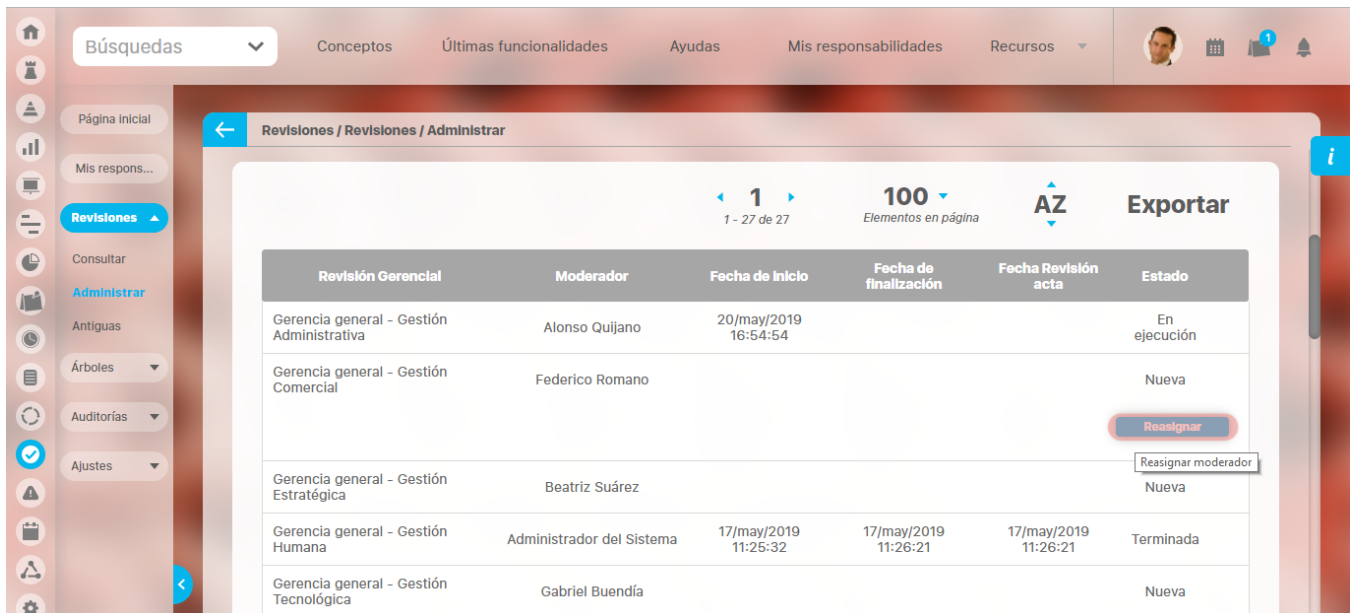 Búsquedas
Conceptos
Últimas funcionalidades
Ayudas
Mis responsabilidades
Recursos
1
Página inicial
Mis respons...
Revisiones
Consultar
Administrar
Antiguas
Árboles
Auditorías
Ajustes
Revisiones / Revisiones / Administrar
i
1
1 - 27 de 27
100
Elementos en página
AZ
Exportar
Revisión Gerencial
Moderador
Fecha de inicio
Fecha de
finalización
Fecha Revisión
acta
Estado
Gerencia general - Gestión
Administrativa
Alonso Quijano
20/may/2019
16:54:54
En
ejecución
Gerencia general - Gestión
Comercial
Federico Romano
Nueva
Reasignar
Reasignar moderador
Gerencia general - Gestión
Estratégica
Beatriz Suárez
Nueva
Gerencia general - Gestión
Humana
Administrador del Sistema
17/may/2019
11:25:32
17/may/2019
11:26:21
17/may/2019
11:26:21
Terminada
Gerencia general - Gestión
Tecnológica
Gabriel Buendía
Nueva